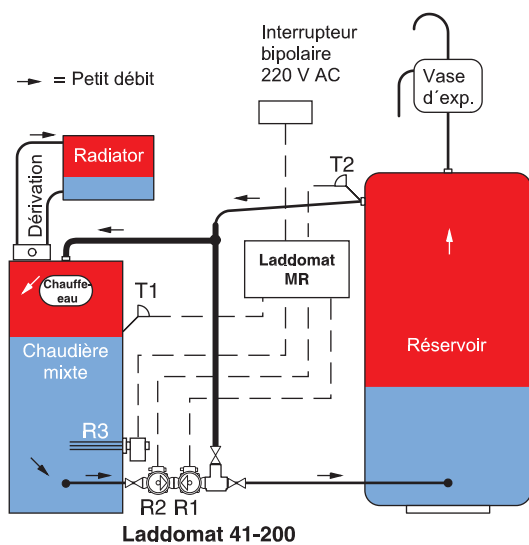 Interrupteur
bipolaire
220 V AC
Vase
d´exp.
= Petit débit
Radiator
Dérivation
T2
Laddomat
MR
Chauffe-
eau
T1
Chaudière
mixte
Réservoir
R3
R2 R1
Laddomat 41-200